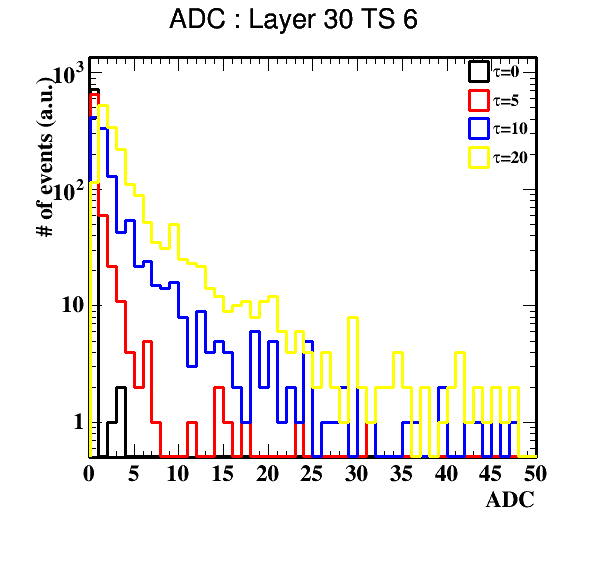 ADC : Layer 30 TS 6
# of events (a.u.)
10³
10²
10
1
τ=0
τ=5
τ=10
τ=20
0 5 10 15 20 25 30 35 40 45 50
ADC